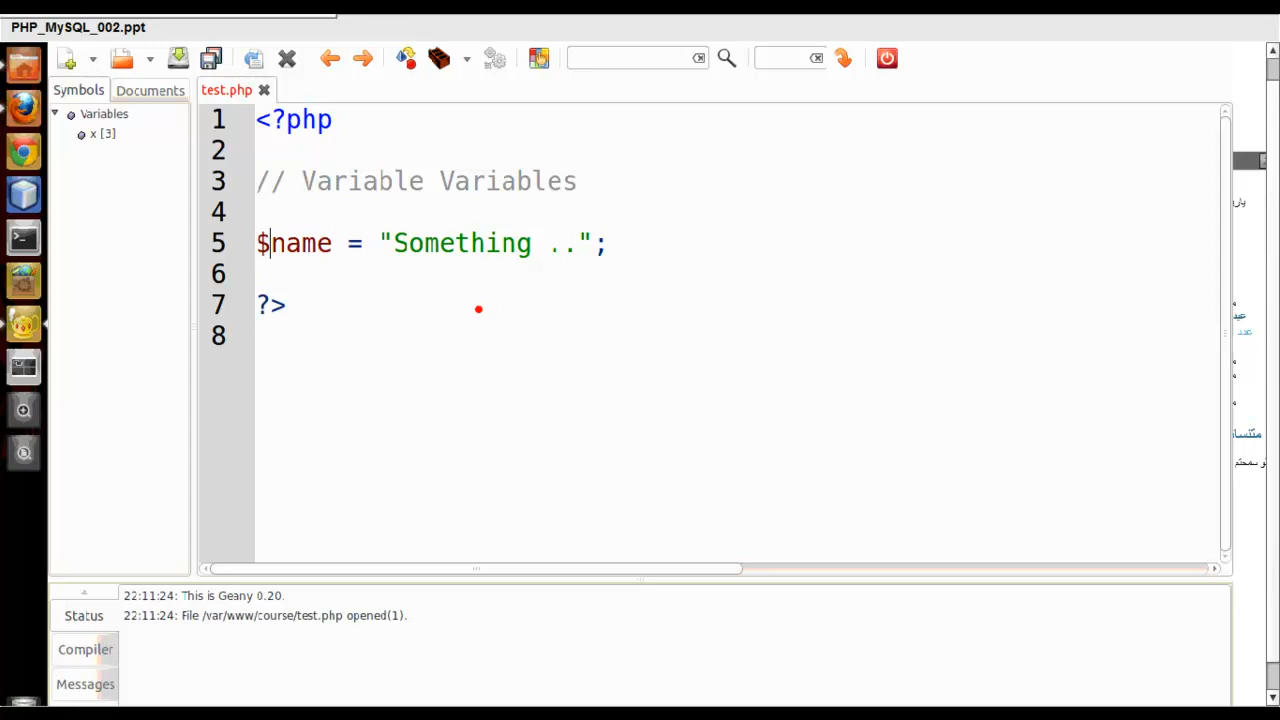 PHP_MySQL_002.ppt
Symbols
Documents
test.php
Variables
x [3]
1 <?php
2
3 // Variable Variables
4
5 $name = "Something ..";
6
7 ?>
8
عدد
Status
Compiler
Messages
22:11:24: This is Geany 0.20.
22:11:24: File /var/www/course/test.php opened(1).